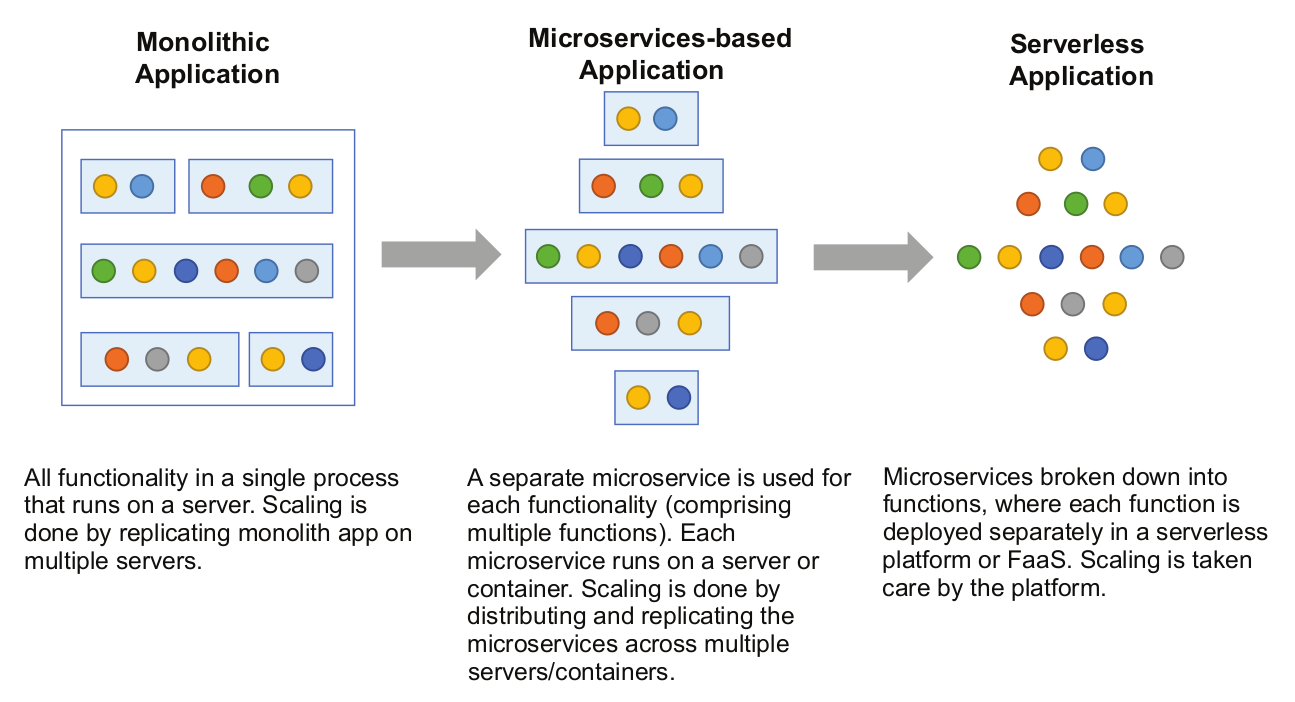 Monolithic
Application
Microservices-based
Application
Serverless
Application
All functionality in a single process
that runs on a server. Scaling is
done by replicating monolith app on
multiple servers.
A separate microservice is used for
each functionality (comprising
multiple functions). Each
microservice runs on a server or
container. Scaling is done by
distributing and replicating the
microservices across multiple
servers/containers.
Microservices broken down into
functions, where each function is
deployed separately in a serverless
platform or FaaS. Scaling is taken
care by the platform.